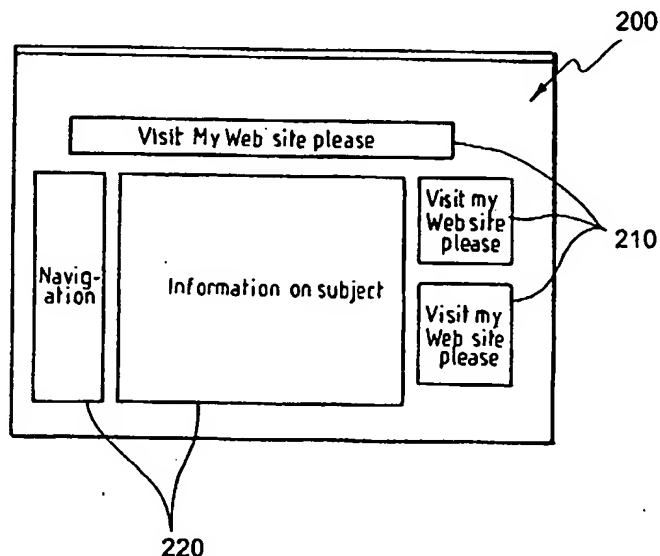 200
Visit My Web site please
Visit my
Web site
please
210
Navig-
ation
Information on subject
Visit my
Web site
please
220